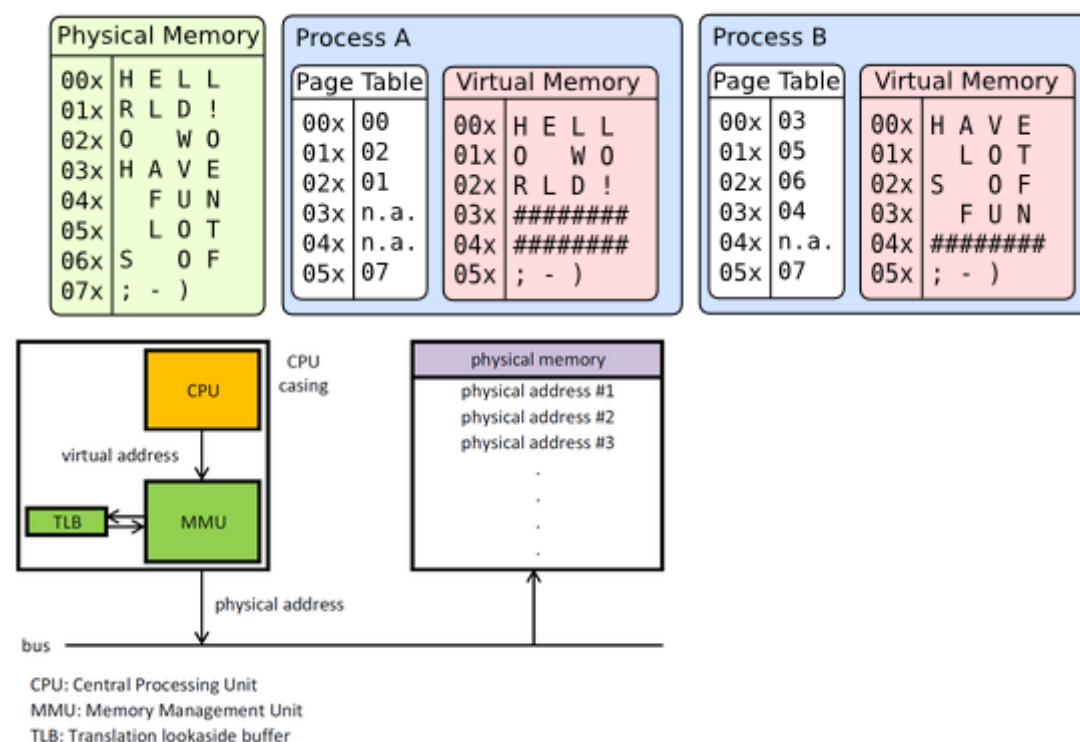 Physical Memory
00x H E L L
01x R L D !
02x O   W O
03x H A V E
04x   F U N
05x   L O T
06x S   O F
07x ; - )
Process A
Page Table
00x 00
01x 02
02x 01
03x n.a.
04x n.a.
05x 07
Virtual Memory
00x H E L L
01x O   W O
02x R L D !
03x ########
04x ########
05x ; - )
Process B
Page Table
00x 03
01x 05
02x 06
03x 04
04x n.a.
05x 07
Virtual Memory
00x H A V E
01x   L O T
02x S   O F
03x   F U N
04x ########
05x ; - )
CPU
casing
CPU
virtual address
TLB
MMU
physical address
bus
physical memory
physical address #1
physical address #2
physical address #3
.
.
.
.
CPU: Central Processing Unit
MMU: Memory Management Unit
TLB: Translation lookaside buffer